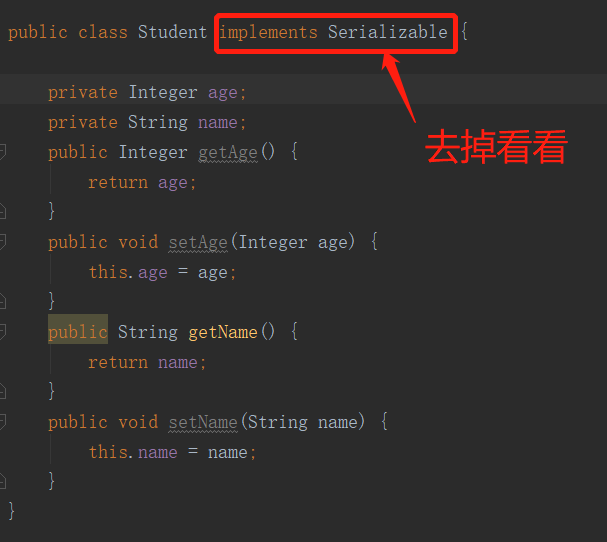 public class Student implements Serializable {
private Integer age;
private String name;
public Integer getAge() {
return age;
}
public void setAge(Integer age) {
this.age = age;
}
public String getName() {
return name;
}
public void setName(String name) {
this.name = name;
}
}
去掉看看